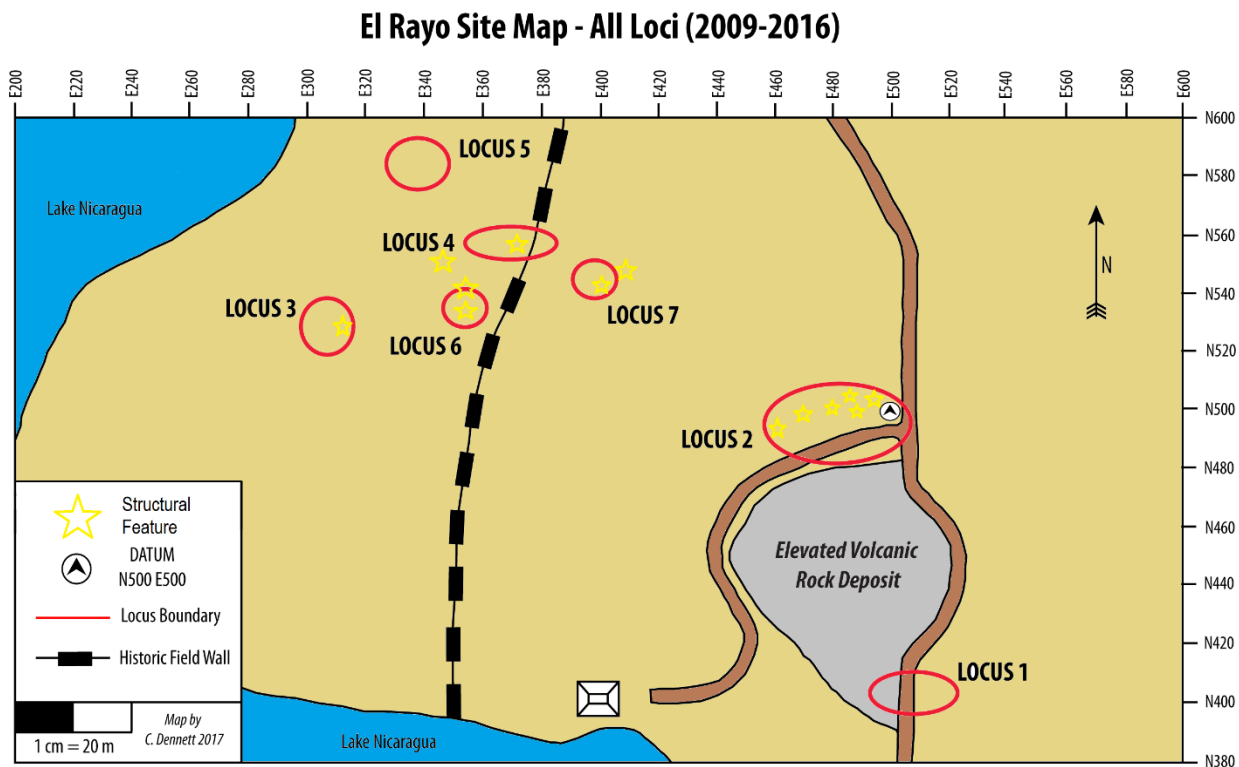 El Rayo Site Map - All Loci (2009-2016)
E200 E220 E240 E260 E280 E300 E320 E340 E360 E380 E400 E420 E440 E460 E480 E500 E520 E540 E560 E580 E600
N600
LOCUS 5
N580
Lake Nicaragua
LOCUS 4
N560
N
N540
LOCUS 3
LOCUS 7
LOCUS 6
N520
N500
LOCUS 2
N480
Structural
Feature
DATUM
N500 E500
N460
Elevated Volcanic
Rock Deposit
N440
Locus Boundary
N420
Historic Field Wall
LOCUS 1
N400
Map by
C. Dennett 2017
1 cm = 20 m
Lake Nicaragua
N380